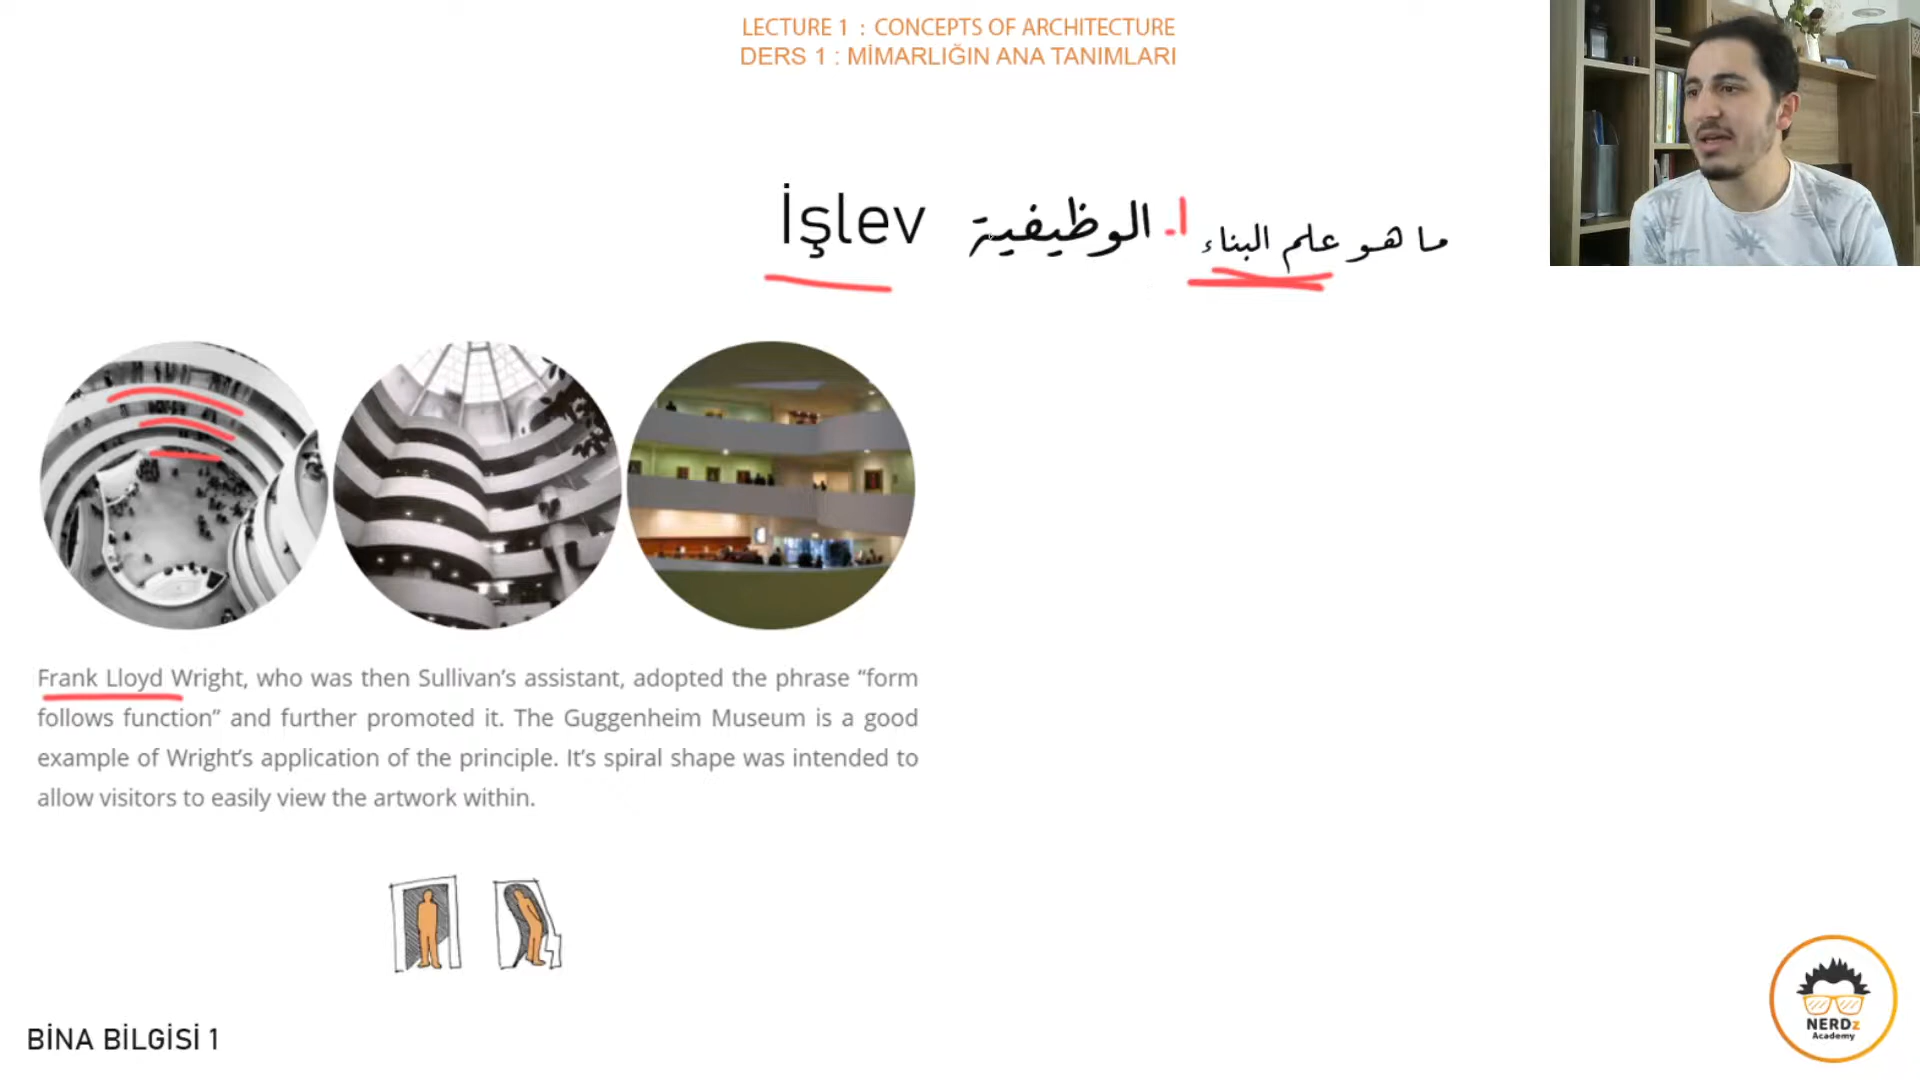 LECTURE 1 : CONCEPTS OF ARCHITECTURE
DERS 1 : MİMARLIĞIN ANA TANIMLARI
ما هو علم البناء
1- الوظيفية İşlev
Frank Lloyd Wright, who was then Sullivan’s assistant, adopted the phrase “form
follows function” and further promoted it. The Guggenheim Museum is a good
example of Wright’s application of the principle. It’s spiral shape was intended to
allow visitors to easily view the artwork within.
BİNA BİLGİSİ 1
NERDz
Academy